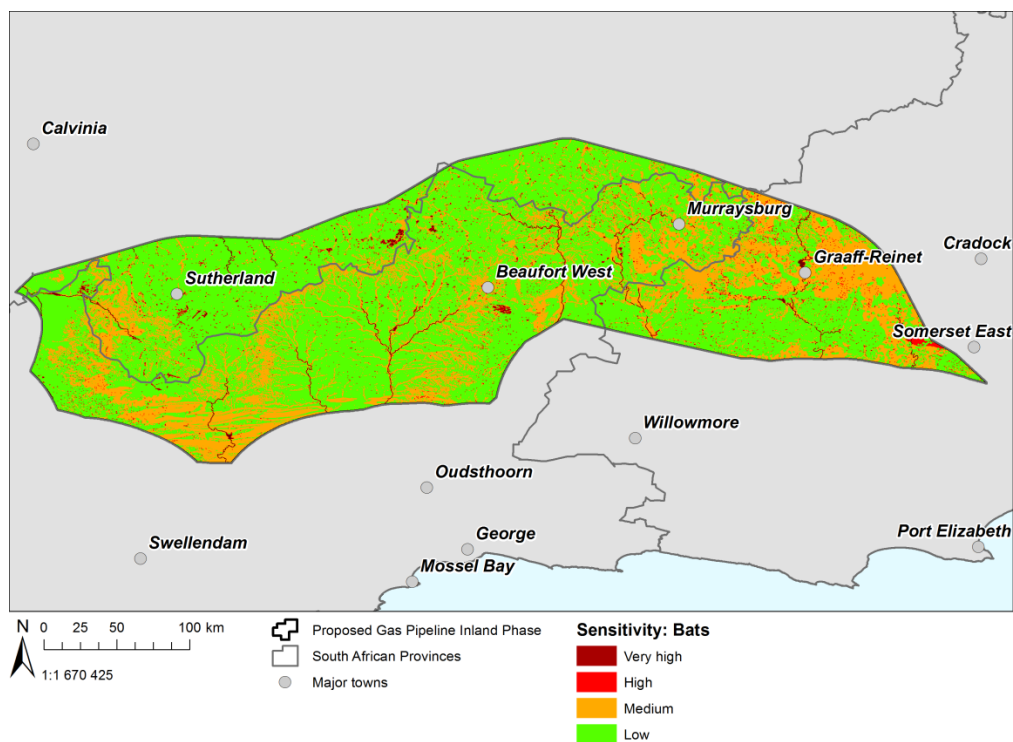 Calvinia
Murraysburg
Cradock
Graaff-Reinet
Sutherland
Beaufort West
Somerset East
Willowmore
Oudsthoorn
George
Port Elizabeth
Swellendam
Mossel Bay
N 0 25 50 100 km
1:1 670 425
Proposed Gas Pipeline Inland Phase
South African Provinces
Major towns
Sensitivity: Bats
Very high
High
Medium
Low